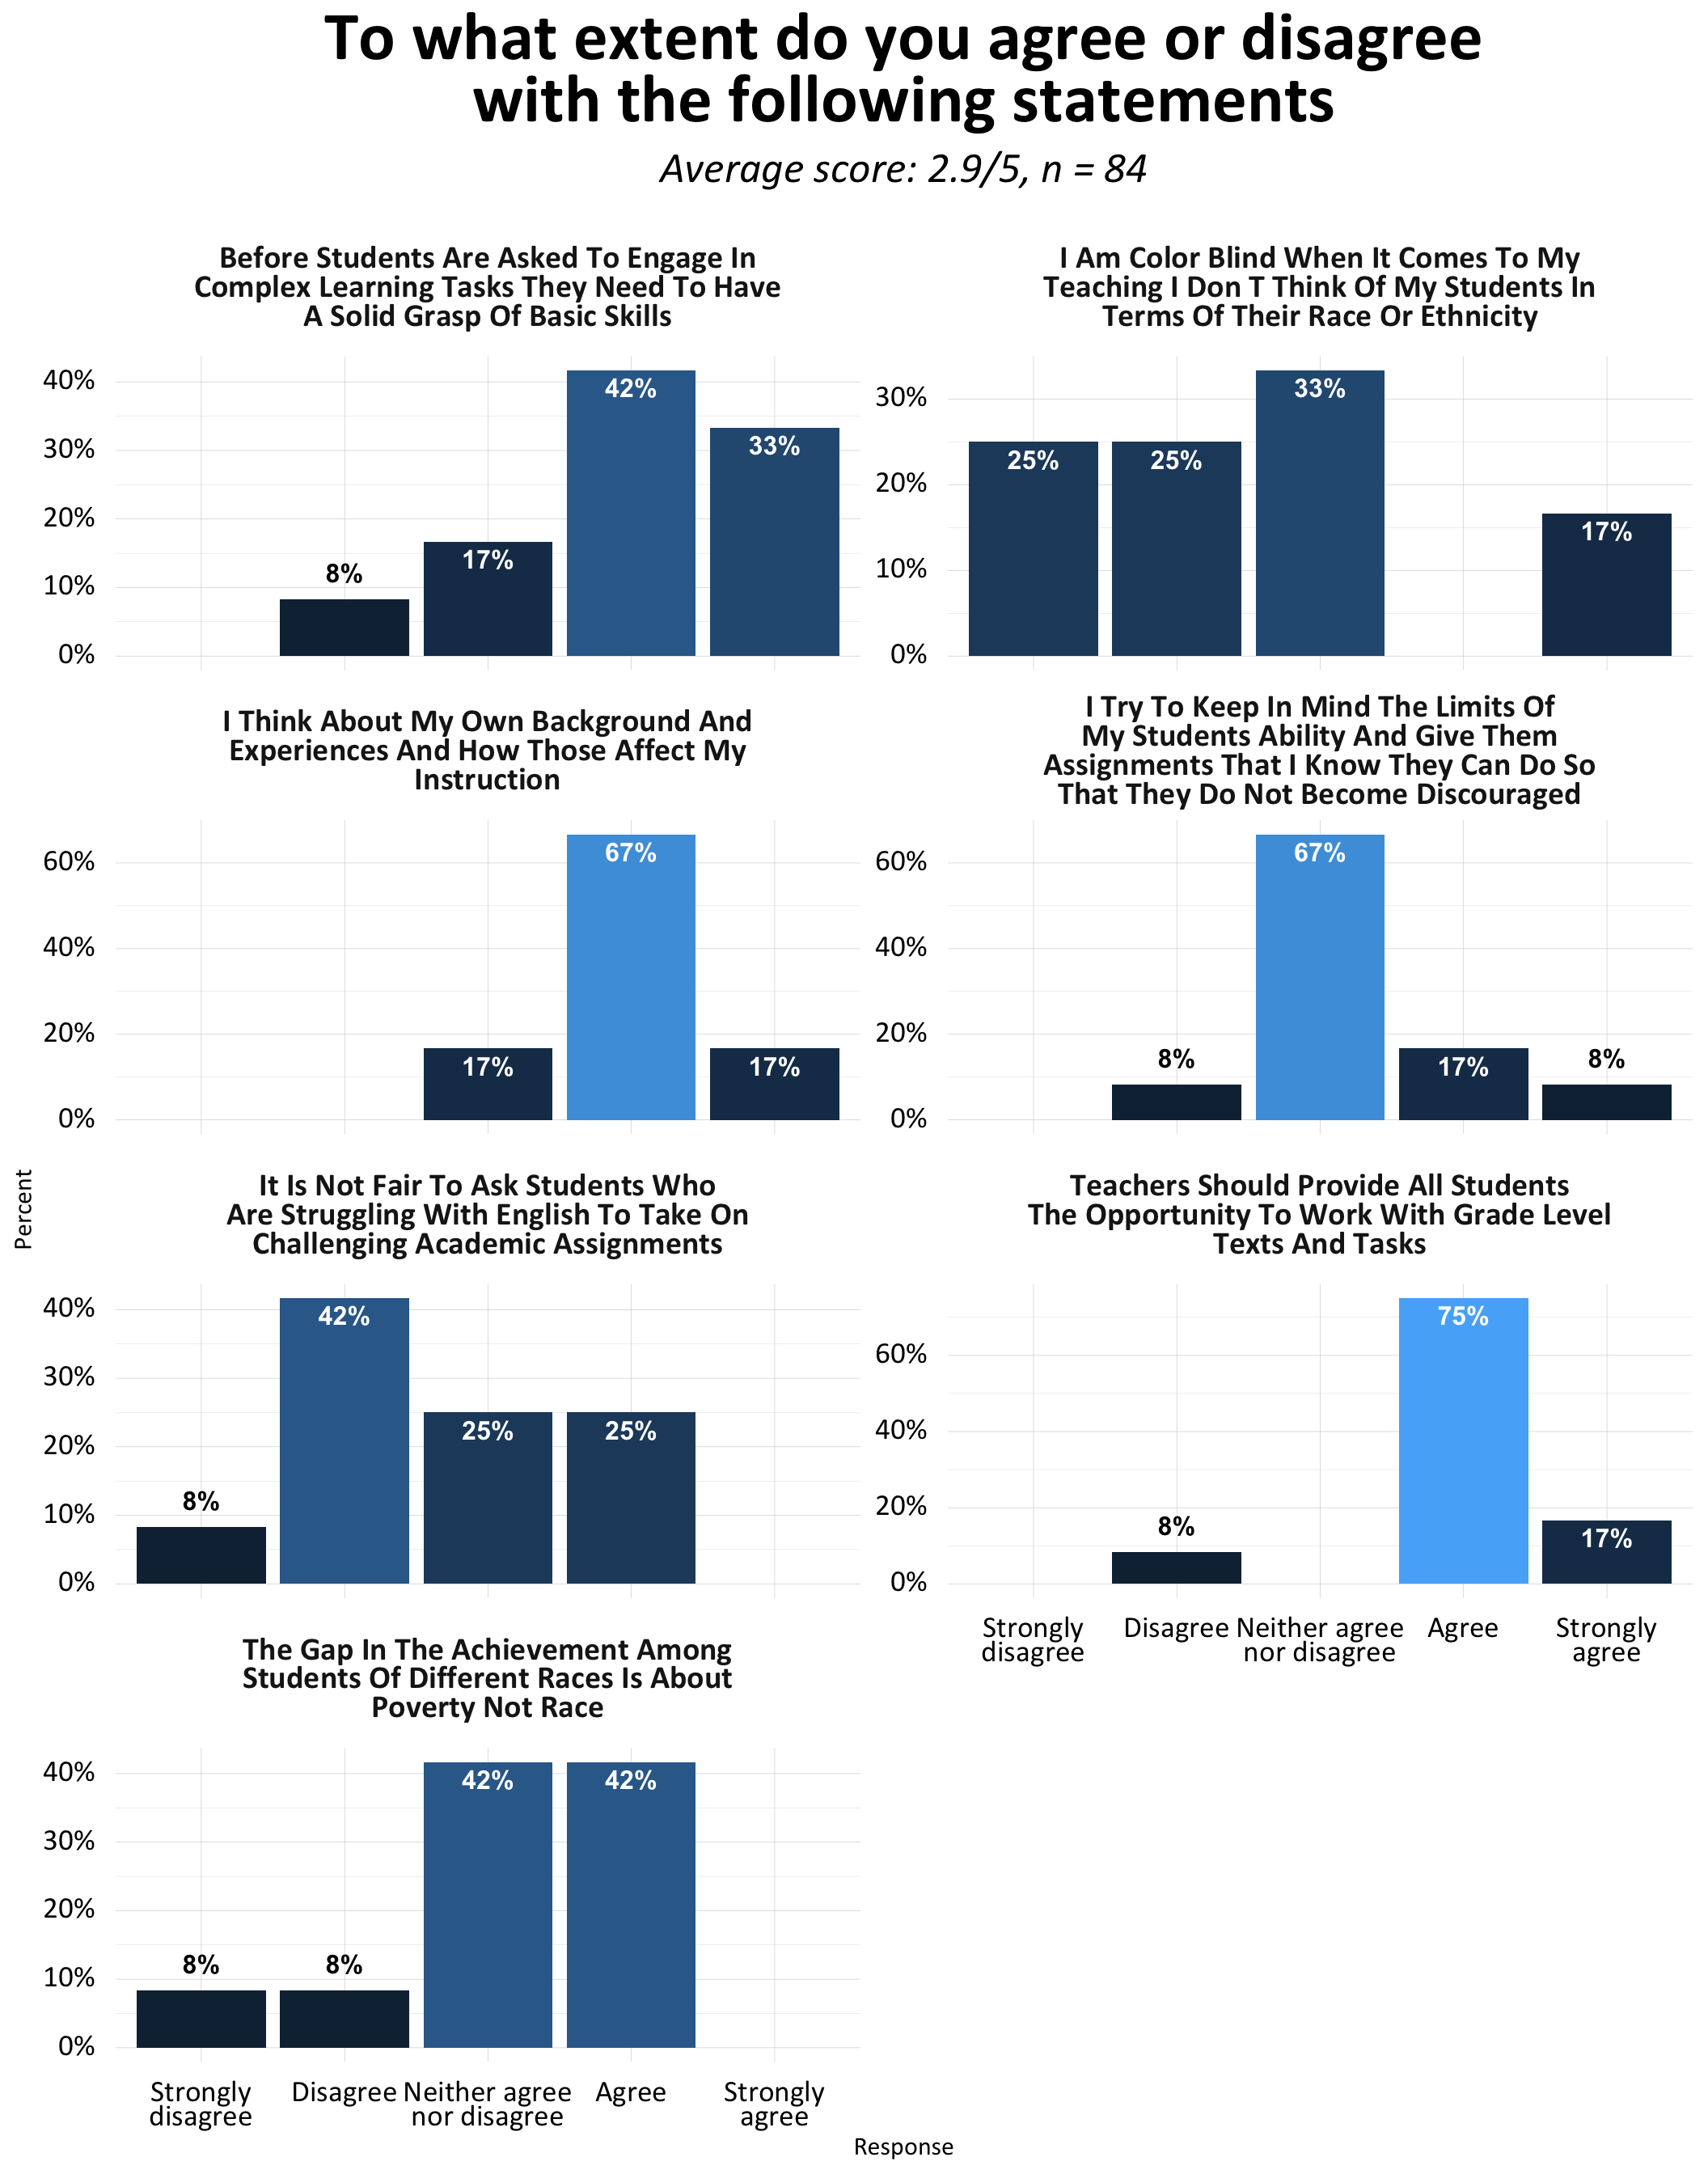 To what extent do you agree or disagree
with the following statements
Average score: 2.9/5, n = 84
Before Students Are Asked To Engage In
Complex Learning Tasks They Need To Have
A Solid Grasp Of Basic Skills
40%
30%
20%
10%
0%
8%
17%
42%
33%
I Am Color Blind When It Comes To My
Teaching I Don T Think Of My Students In
Terms Of Their Race Or Ethnicity
30%
20%
10%
0%
25%
25%
33%
17%
I Think About My Own Background And
Experiences And How Those Affect My
Instruction
60%
40%
20%
0%
17%
67%
17%
I Try To Keep In Mind The Limits Of
My Students Ability And Give Them
Assignments That I Know They Can Do So
That They Do Not Become Discouraged
60%
40%
20%
0%
8%
67%
17%
8%
Percent
It Is Not Fair To Ask Students Who
Are Struggling With English To Take On
Challenging Academic Assignments
40%
30%
20%
10%
0%
8%
42%
25%
25%
Teachers Should Provide All Students
The Opportunity To Work With Grade Level
Texts And Tasks
60%
40%
20%
0%
8%
75%
17%
Strongly
disagree
Disagree
Neither agree
nor disagree
Agree
Strongly
agree
The Gap In The Achievement Among
Students Of Different Races Is About
Poverty Not Race
40%
30%
20%
10%
0%
8%
8%
42%
42%
Strongly
disagree
Disagree
Neither agree
nor disagree
Agree
Strongly
agree
Response